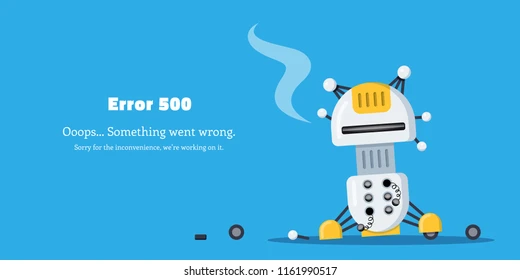 Error 500
Ooops... Something went wrong.
Sorry for the inconvenience, we're working on it.
shutterstock.com · 1161990517